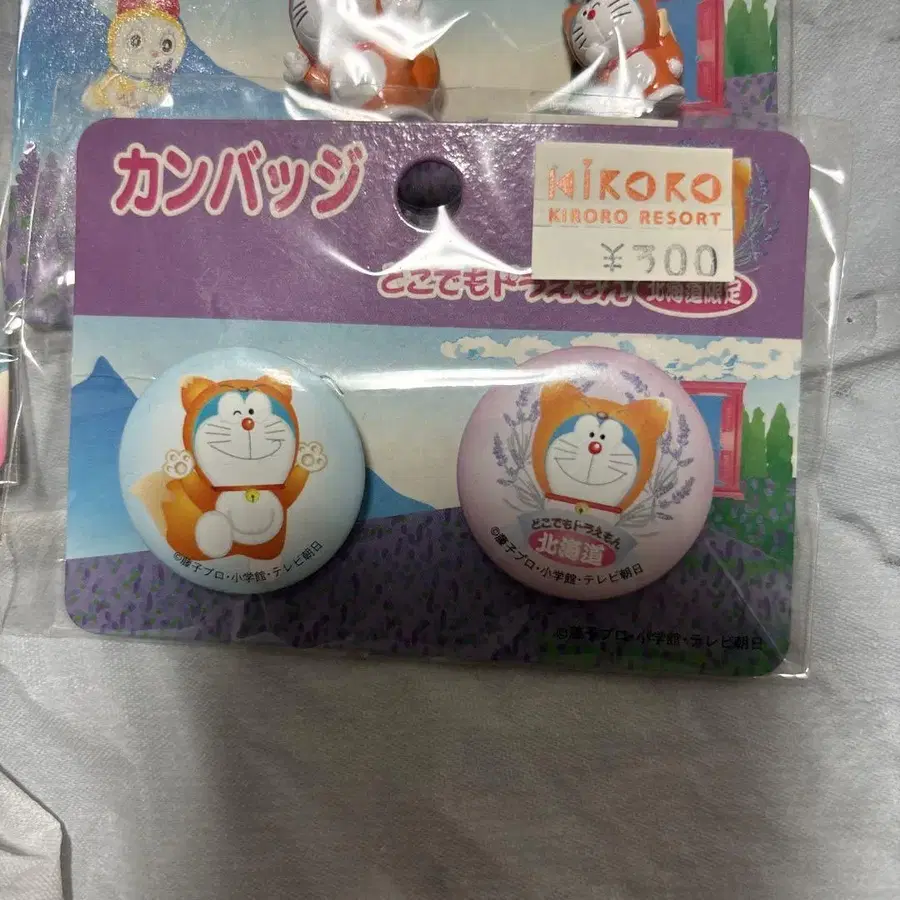 カンバッジ
KIRORO
KIRORO RESORT
¥300
どこでもドラえもん 北海道限定
©藤子プロ・小学館・テレビ朝日
どこでもドラえもん
北海道
©藤子プロ・小学館・テレビ朝日
©藤子プロ・小学館・テレビ朝日